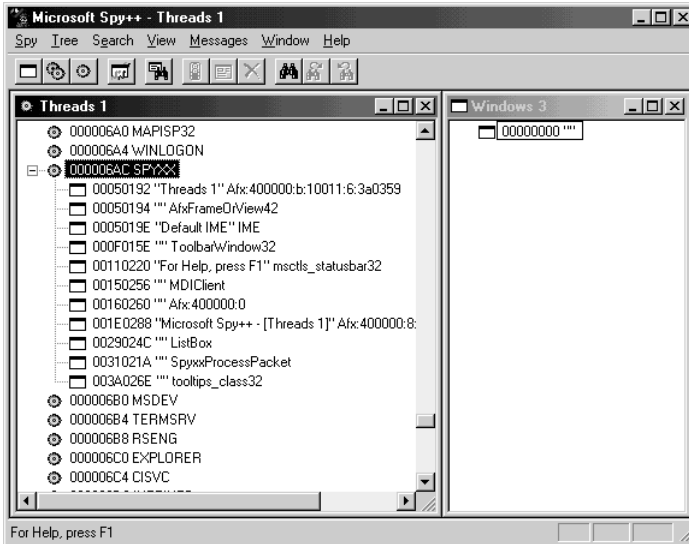 Microsoft Spy++ - Threads 1
Spy Tree Search View Messages Window Help
Threads 1
000006A0 MAPISP32
000006A4 WINLOGON
000006AC SPYXX
00050192 "Threads 1" Afx:400000:b:10011:6:3a0359
00050194 "" AfxFrameOrView42
0005019E "Default IME" IME
000F015E "" ToolbarWindow32
00110220 "For Help, press F1" msctls_statusbar32
00150256 "" MDIClient
00160260 "" Afx:400000:0
001E0288 "Microsoft Spy++ - [Threads 1]" Afx:400000:8:
0029024C "" ListBox
0031021A "" SpyxxProcessPacket
003A026E "" tooltips_class32
000006B0 MSDEV
000006B4 TERMSRV
000006B8 RSENG
000006C0 EXPLORER
000006C4 CISVC
Windows 3
00000000 ""
For Help, press F1